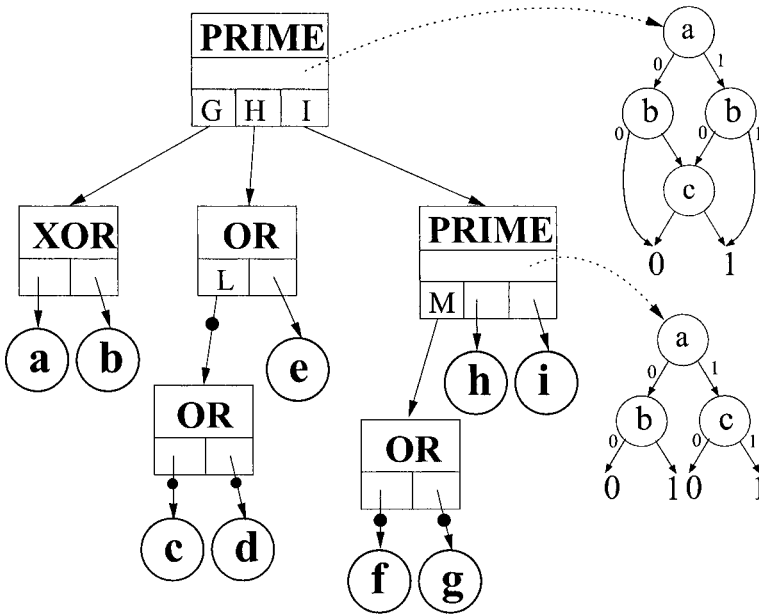 PRIME
G H I
a
0 1
b b
0 0 1
c
0 1
XOR OR PRIME
L M
a b e h i
a
0 1
b c
0 0 1
0 1 0 1
OR OR
c d f g